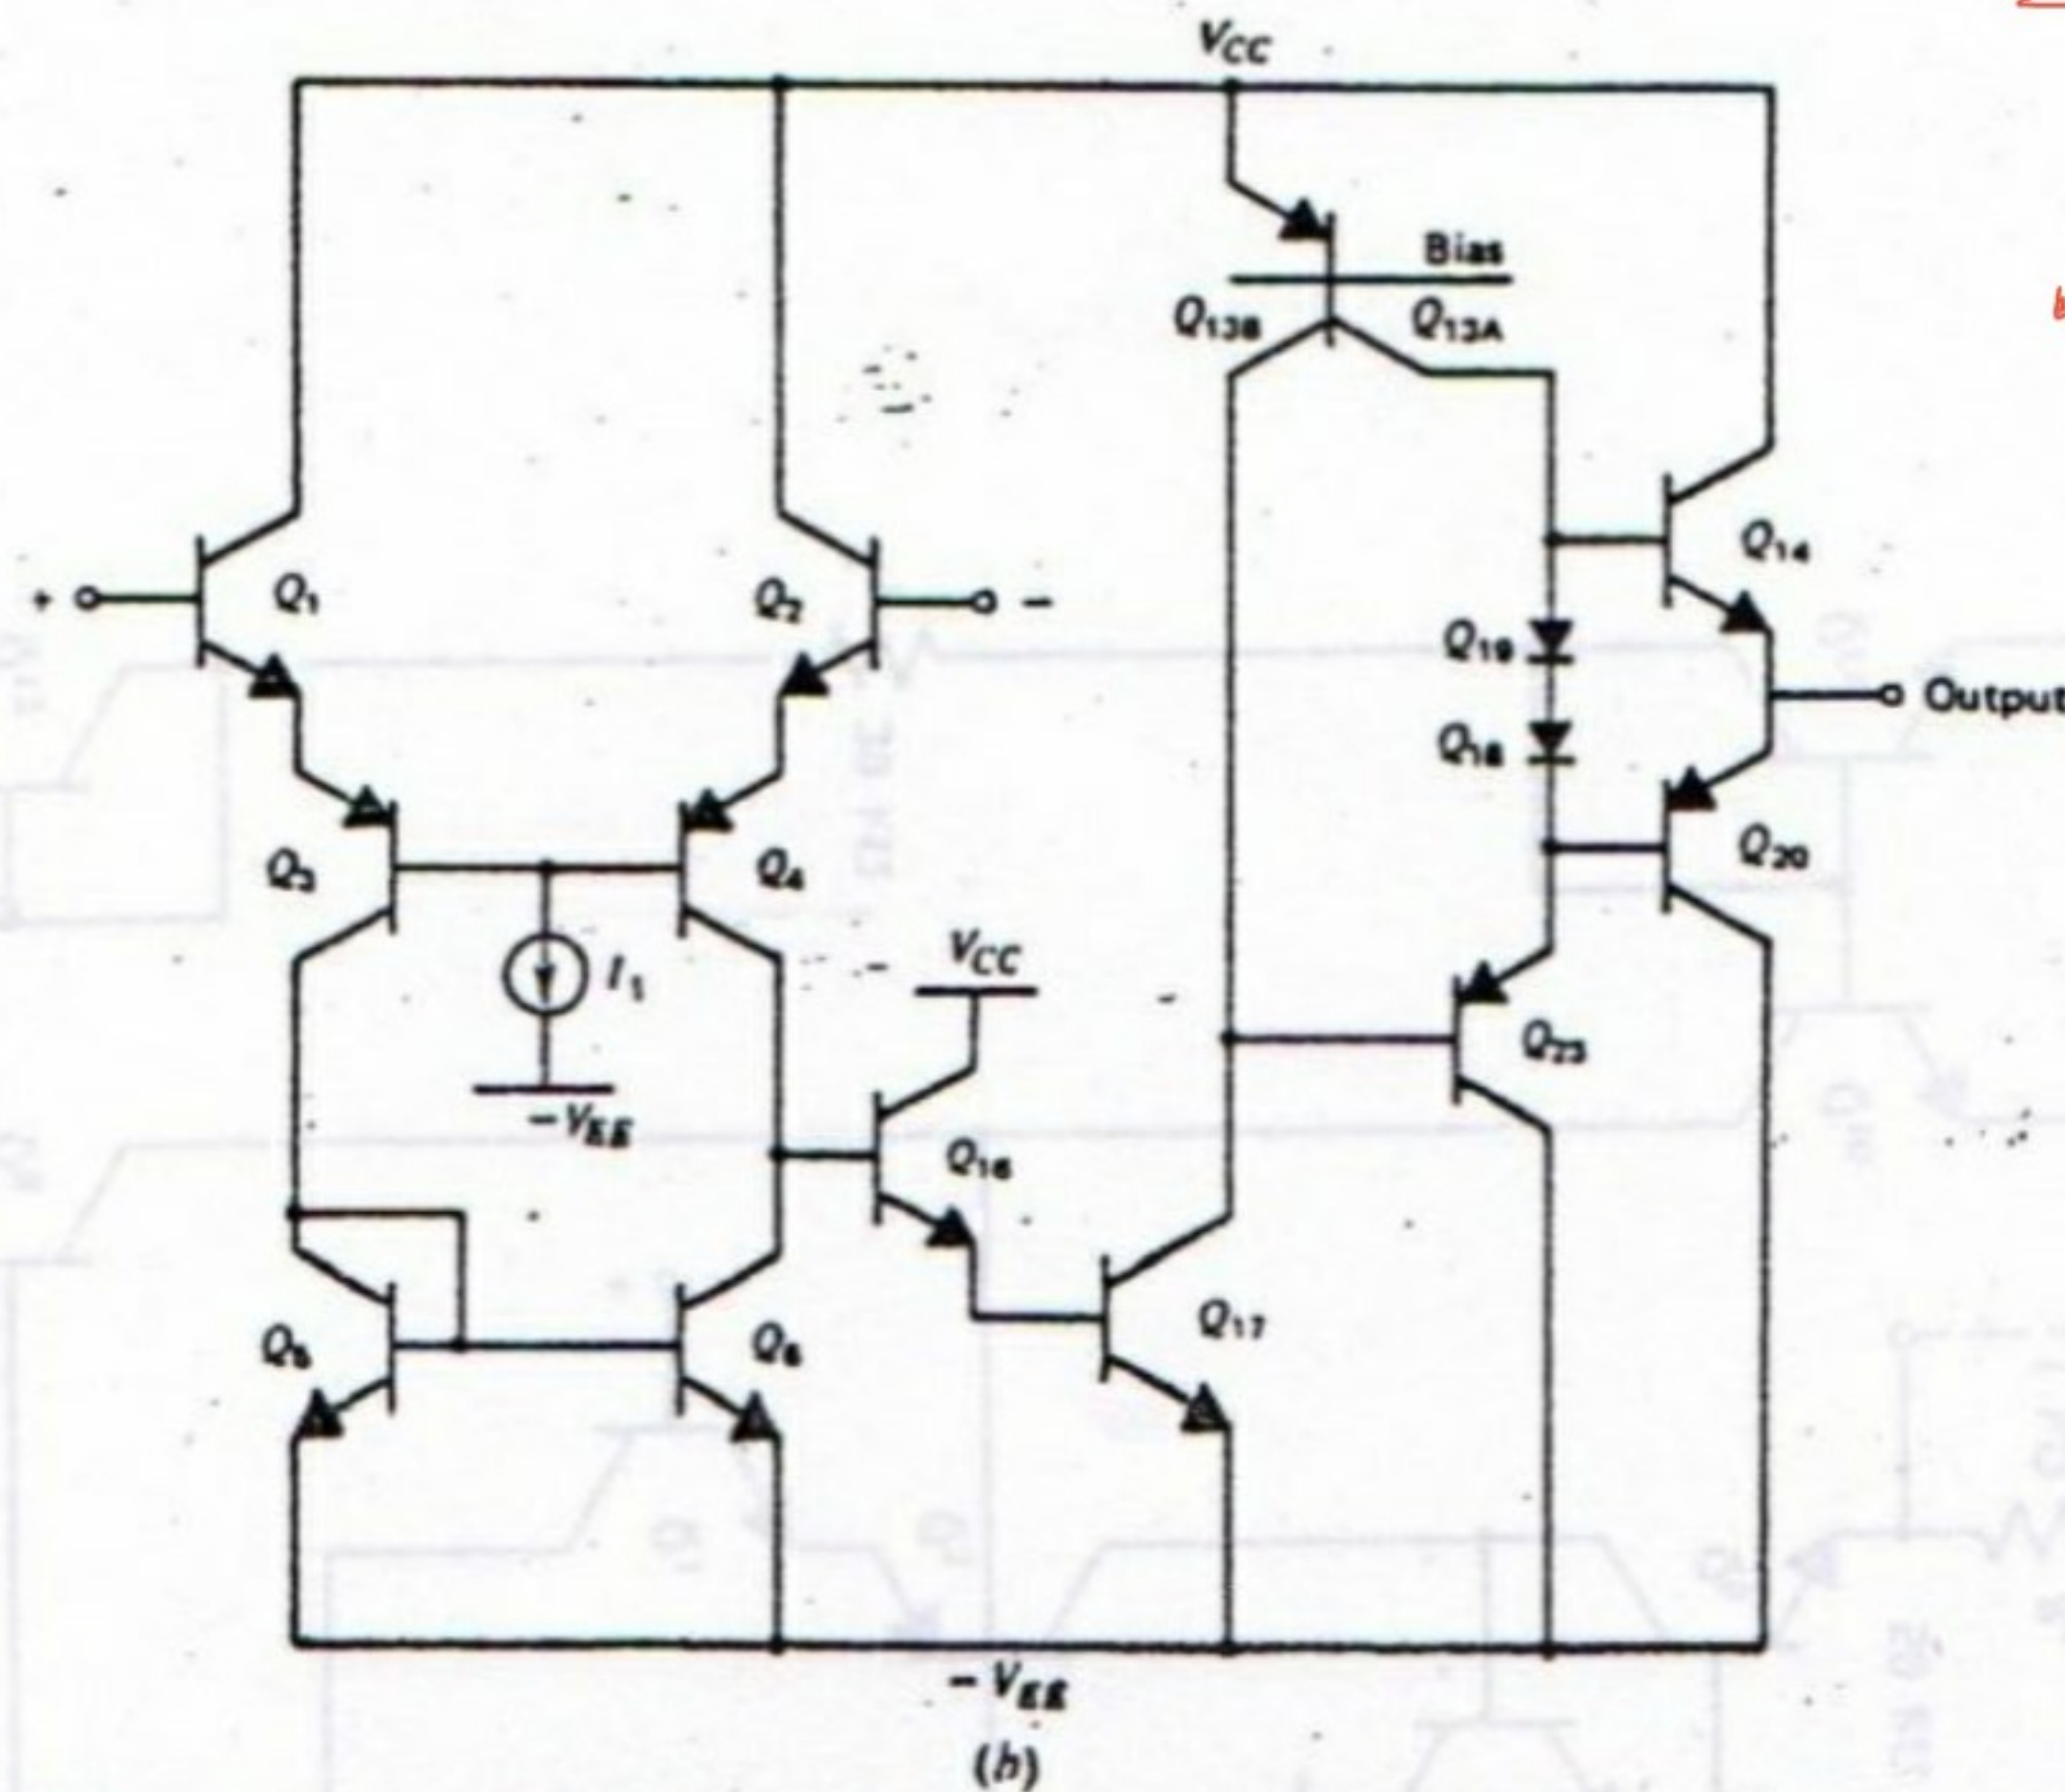 VCC
Bias
Q13B
Q13A
Q14
+
Q1
Q2
−
Q19
Q18
Output
Q3
Q4
Q20
I1
VCC
−VEE
Q23
Q16
Q5
Q6
Q17
−VEE
(b)